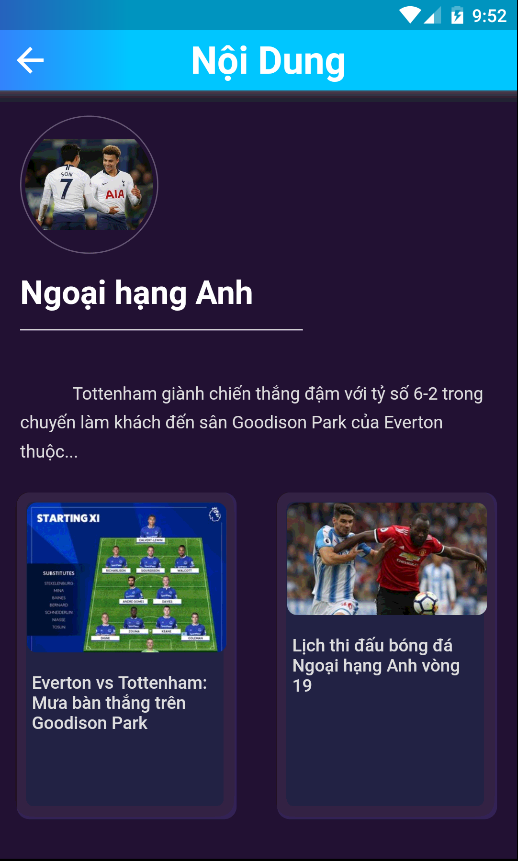 9:52
Nội Dung
SON
7
AIA
Ngoại hạng Anh
Tottenham giành chiến thắng đậm với tỷ số 6-2 trong
chuyến làm khách đến sân Goodison Park của Everton
thuộc...
STARTING XI
SUBSTITUTES
Everton vs Tottenham:
Mưa bàn thắng trên
Goodison Park
Lịch thi đấu bóng đá
Ngoại hạng Anh vòng
19